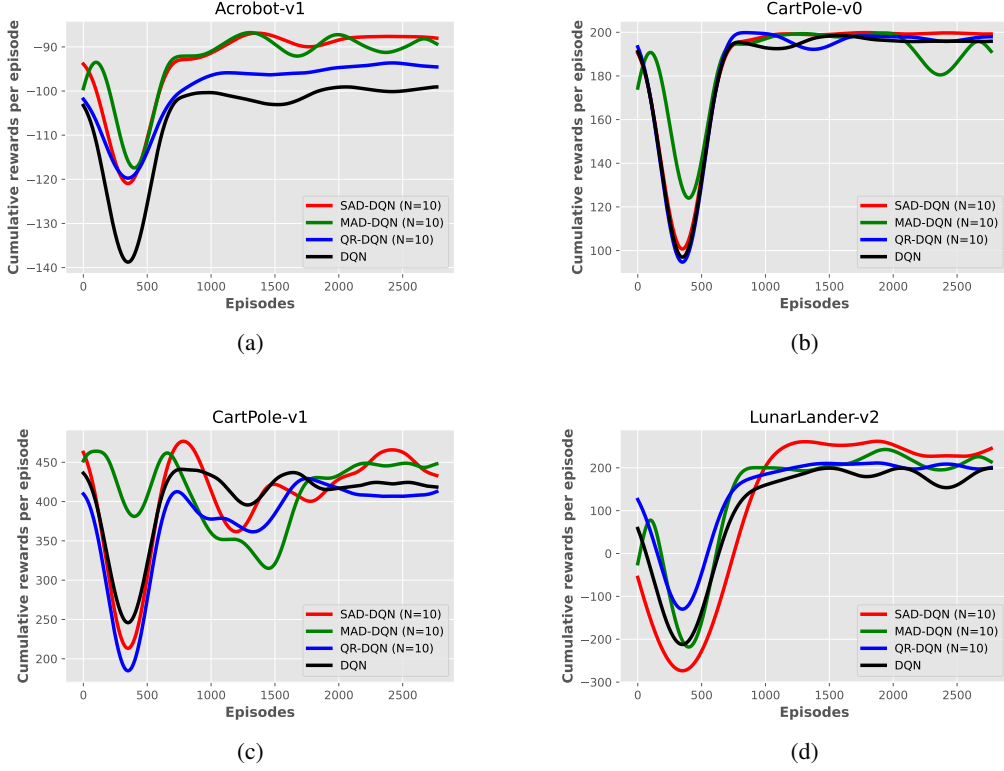 Acrobot-v1
Cumulative rewards per episode
−90
−100
−110
−120
−130
−140
0
500
1000
1500
2000
2500
Episodes
SAD-DQN (N=10)
MAD-DQN (N=10)
QR-DQN (N=10)
DQN
(a)
CartPole-v0
Cumulative rewards per episode
200
180
160
140
120
100
0
500
1000
1500
2000
2500
Episodes
SAD-DQN (N=10)
MAD-DQN (N=10)
QR-DQN (N=10)
DQN
(b)
CartPole-v1
Cumulative rewards per episode
450
400
350
300
250
200
0
500
1000
1500
2000
2500
Episodes
SAD-DQN (N=10)
MAD-DQN (N=10)
QR-DQN (N=10)
DQN
(c)
LunarLander-v2
Cumulative rewards per episode
200
100
0
−100
−200
−300
0
500
1000
1500
2000
2500
Episodes
SAD-DQN (N=10)
MAD-DQN (N=10)
QR-DQN (N=10)
DQN
(d)